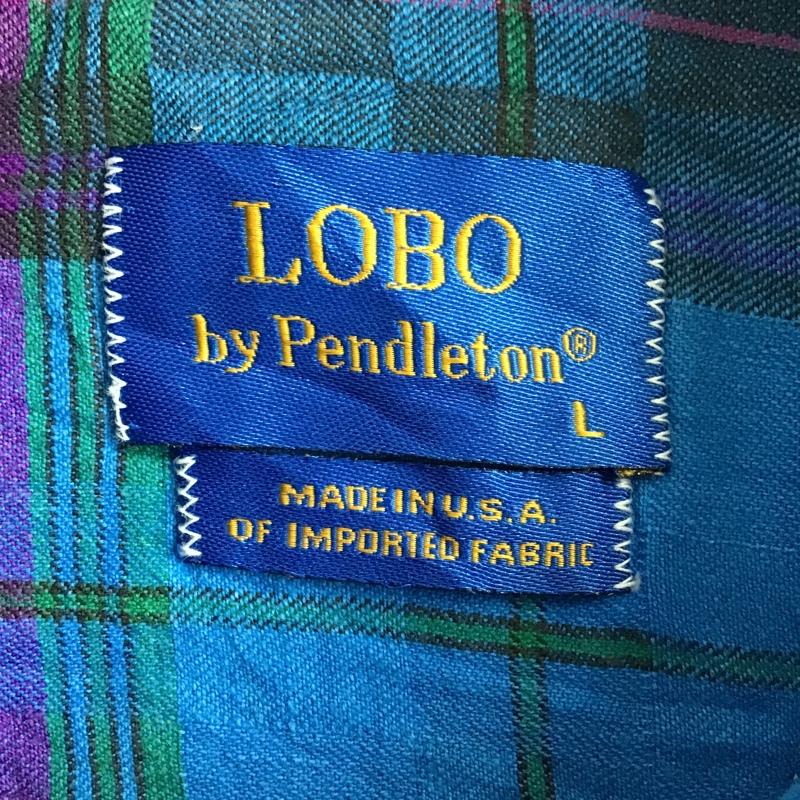 LOBO
by Pendleton®
L
MADE IN U.S.A.
OF IMPORTED FABRIC